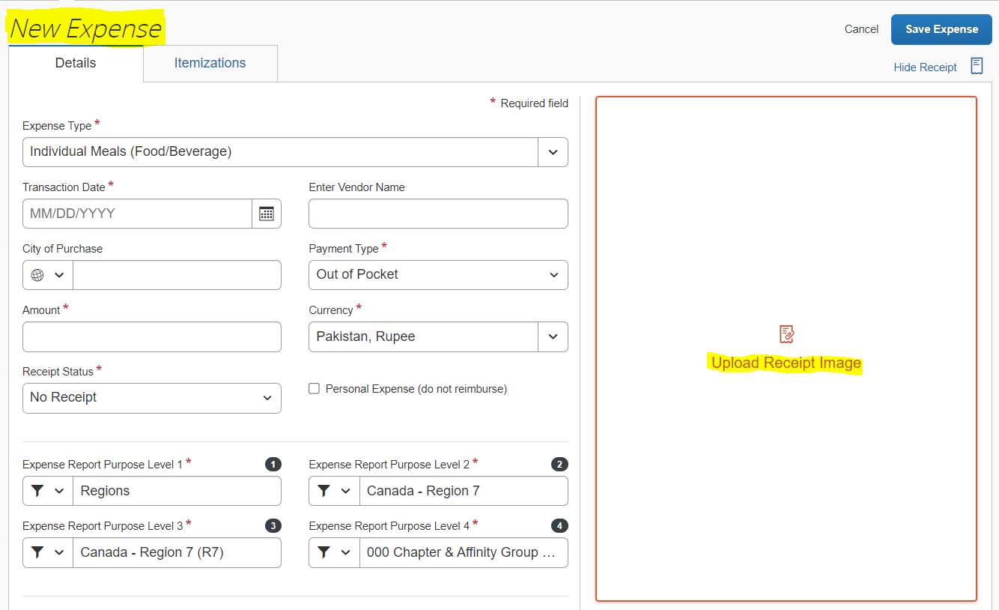 New Expense
Cancel
Save Expense
Details
Itemizations
Hide Receipt
* Required field
Expense Type *
Individual Meals (Food/Beverage)
Transaction Date *
Enter Vendor Name
MM/DD/YYYY
City of Purchase
Payment Type *
Out of Pocket
Amount *
Currency *
Pakistan, Rupee
Receipt Status *
No Receipt
Personal Expense (do not reimburse)
Upload Receipt Image
Expense Report Purpose Level 1 * 1
Expense Report Purpose Level 2 * 2
Regions
Canada - Region 7
Expense Report Purpose Level 3 * 3
Expense Report Purpose Level 4 * 4
Canada - Region 7 (R7)
000 Chapter & Affinity Group ...